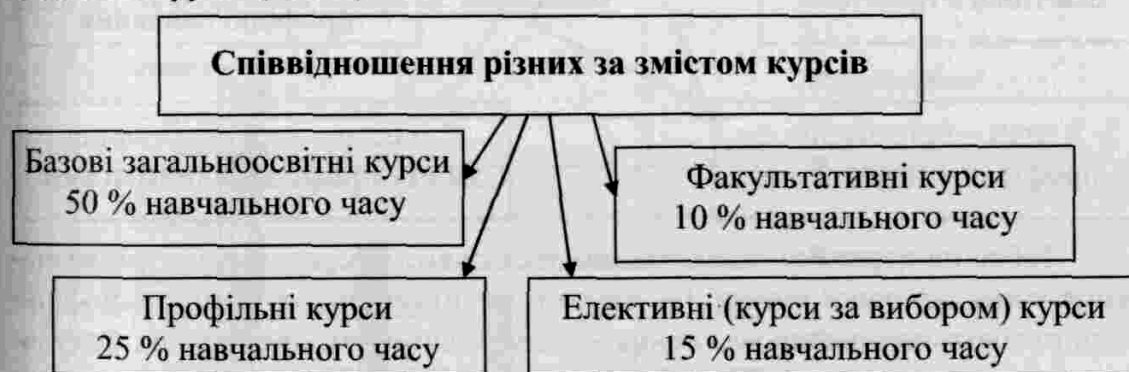 Співвідношення різних за змістом курсів
Базові загальноосвітні курси
50 % навчального часу
Факультативні курси
10 % навчального часу
Профільні курси
25 % навчального часу
Елективні (курси за вибором) курси
15 % навчального часу